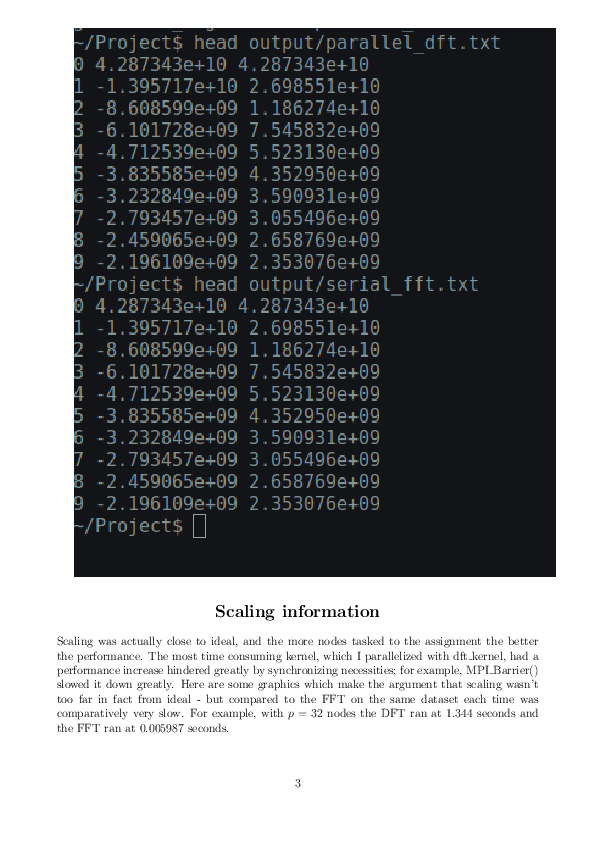 ~/Project$ head output/parallel_dft.txt
0 4.287343e+10 4.287343e+10
1 -1.395717e+10 2.698551e+10
2 -8.608599e+09 1.186274e+10
3 -6.101728e+09 7.545832e+09
4 -4.712539e+09 5.523130e+09
5 -3.835585e+09 4.352950e+09
6 -3.232849e+09 3.590931e+09
7 -2.793457e+09 3.055496e+09
8 -2.459065e+09 2.658769e+09
9 -2.196109e+09 2.353076e+09
~/Project$ head output/serial_fft.txt
0 4.287343e+10 4.287343e+10
1 -1.395717e+10 2.698551e+10
2 -8.608599e+09 1.186274e+10
3 -6.101728e+09 7.545832e+09
4 -4.712539e+09 5.523130e+09
5 -3.835585e+09 4.352950e+09
6 -3.232849e+09 3.590931e+09
7 -2.793457e+09 3.055496e+09
8 -2.459065e+09 2.658769e+09
9 -2.196109e+09 2.353076e+09
~/Project$
Scaling information
Scaling was actually close to ideal, and the more nodes tasked to the assignment the better
the performance. The most time consuming kernel, which I parallelized with dft_kernel, had a
performance increase hindered greatly by synchronizing necessities; for example, MPI_Barrier()
slowed it down greatly. Here are some graphics which make the argument that scaling wasn't
too far in fact from ideal - but compared to the FFT on the same dataset each time was
comparatively very slow. For example, with p = 32 nodes the DFT ran at 1.344 seconds and
the FFT ran at 0.005987 seconds.
3